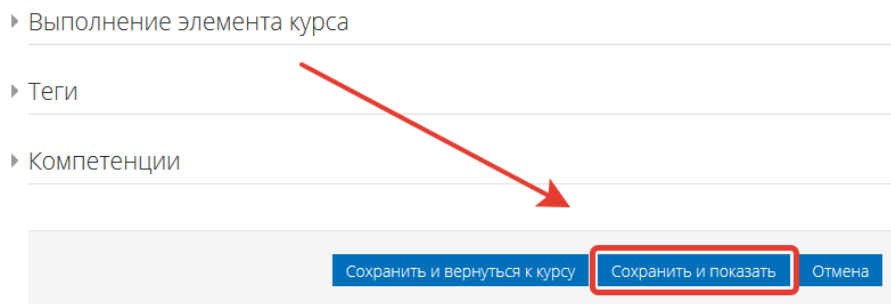 Выполнение элемента курса
Теги
Компетенции
Сохранить и вернуться к курсу Сохранить и показать Отмена